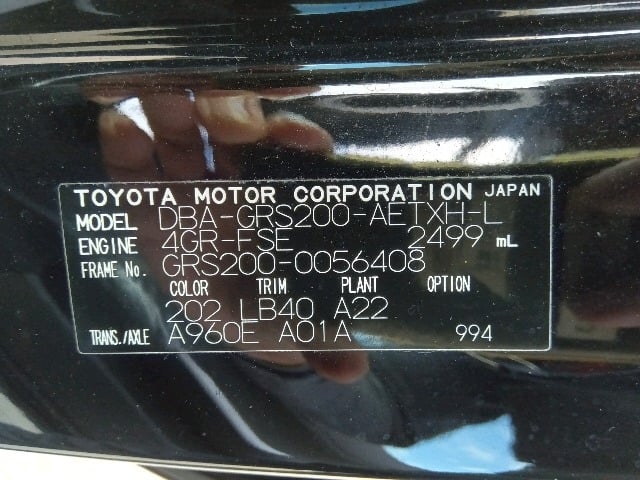 TOYOTA MOTOR CORPORATION JAPAN
MODEL DBA-GRS200-AETXH-L
ENGINE 4GR-FSE 2499 mL
FRAME No. GRS200-0056408
COLOR TRIM PLANT OPTION
202 LB40 A22
TRANS./AXLE A960E A01A 994